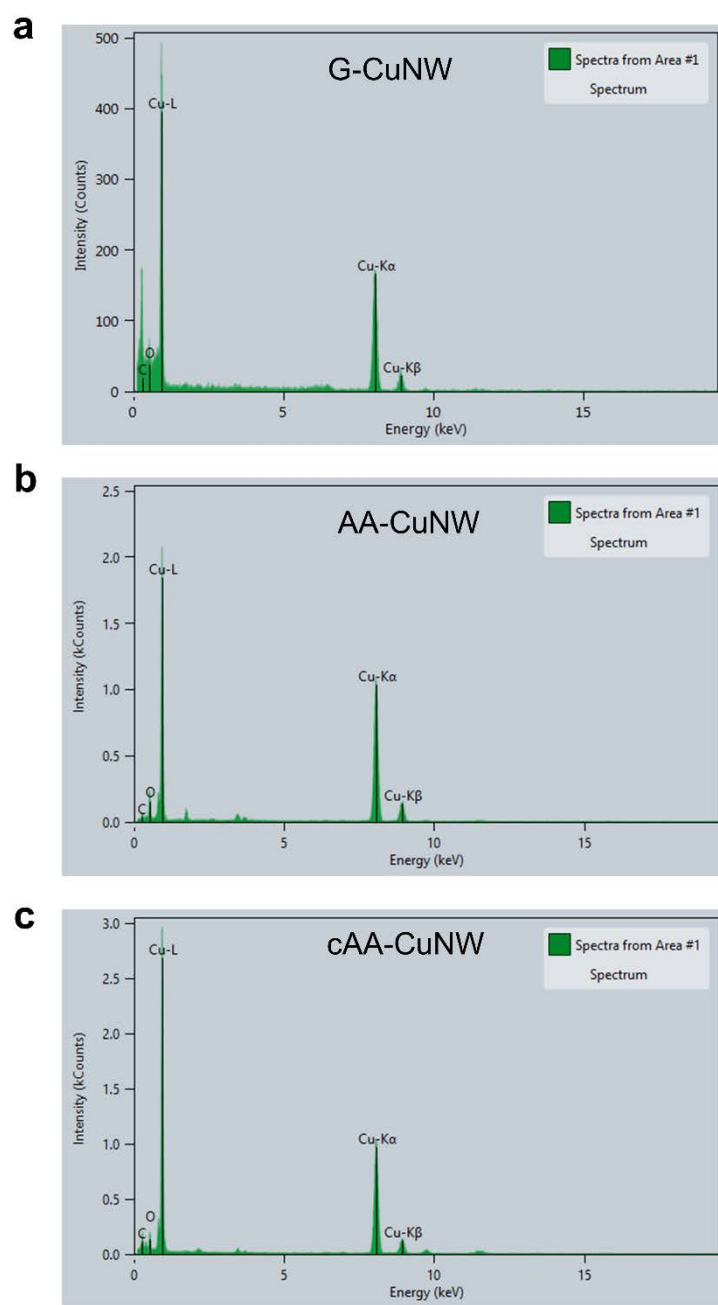 a
G-CuNW
Spectra from Area #1
Spectrum
Intensity (Counts)
500
400
300
200
100
0
Cu-L
O
C
Cu-Kα
Cu-Kβ
0 5 10 15
Energy (keV)
b
AA-CuNW
Spectra from Area #1
Spectrum
Intensity (kCounts)
2.5
2.0
1.5
1.0
0.5
0.0
Cu-L
O
C
Cu-Kα
Cu-Kβ
0 5 10 15
Energy (keV)
c
cAA-CuNW
Spectra from Area #1
Spectrum
Intensity (kCounts)
3.0
2.5
2.0
1.5
1.0
0.5
0.0
Cu-L
O
C
Cu-Kα
Cu-Kβ
0 5 10 15
Energy (keV)